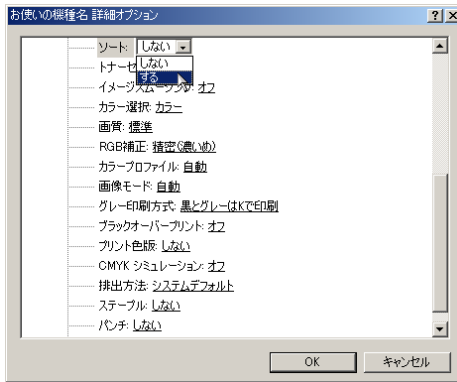 お使いの機種名 詳細オプション
ソート: しない
しない
する
トナーセ
イメージスムージング: オフ
カラー選択: カラー
画質: 標準
RGB補正: 精密(濃いめ)
カラープロファイル: 自動
画像モード: 自動
グレー印刷方式: 黒とグレーはKで印刷
ブラックオーバープリント: オフ
プリント色版: しない
CMYK シミュレーション: オフ
排出方法: システムデフォルト
ステープル: しない
パンチ: しない
OK
キャンセル